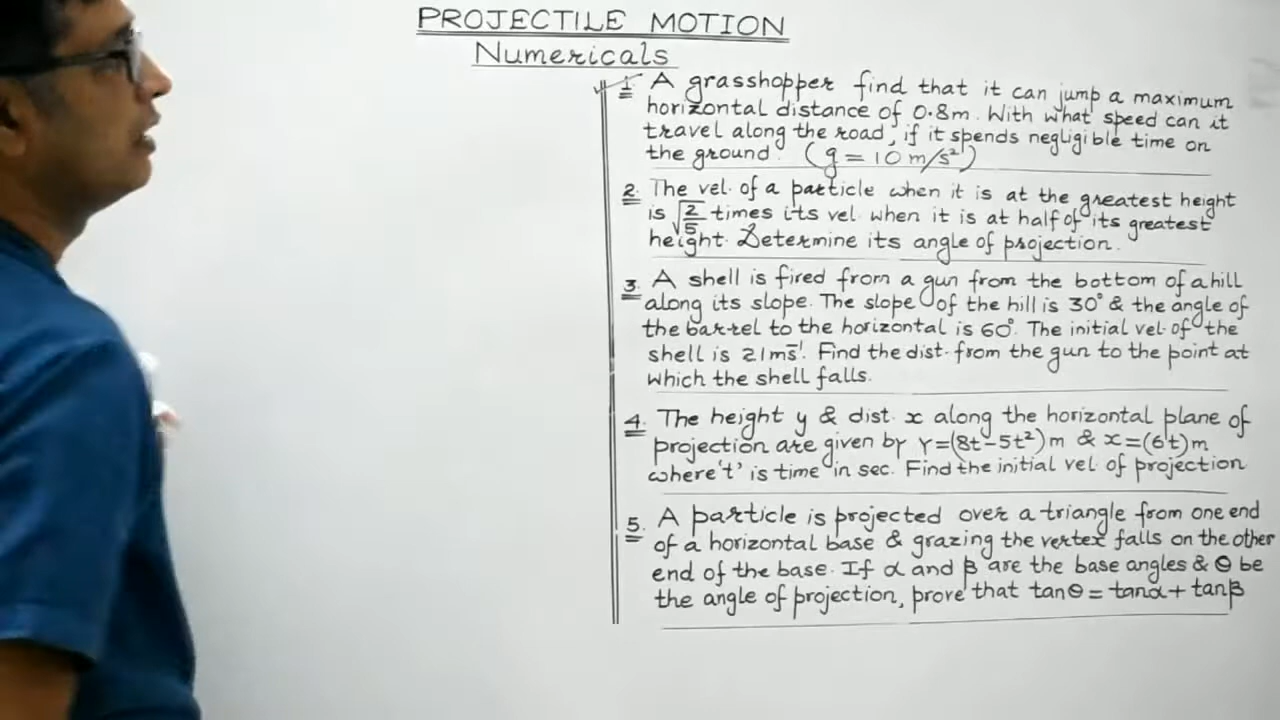 PROJECTILE MOTION
Numericals
1. A grasshopper find that it can jump a maximum
horizontal distance of 0.8m. With what speed can it
travel along the road, if it spends negligible time on
the ground. (g = 10 m/s²)
2. The vel. of a particle when it is at the greatest height
is √2/5 times its vel. when it is at half of its greatest
height. Determine its angle of projection.
3. A shell is fired from a gun from the bottom of a hill
along its slope. The slope of the hill is 30° & the angle of
the barrel to the horizontal is 60°. The initial vel. of the
shell is 21ms⁻¹. Find the dist. from the gun to the point at
which the shell falls.
4. The height y & dist. x along the horizontal plane of
projection are given by Y=(8t-5t²)m & x=(6t)m
where 't' is time in sec. Find the initial vel. of projection
5. A particle is projected over a triangle from one end
of a horizontal base & grazing the vertex falls on the other
end of the base. If α and β are the base angles & θ be
the angle of projection, prove that tanθ = tanα + tanβ